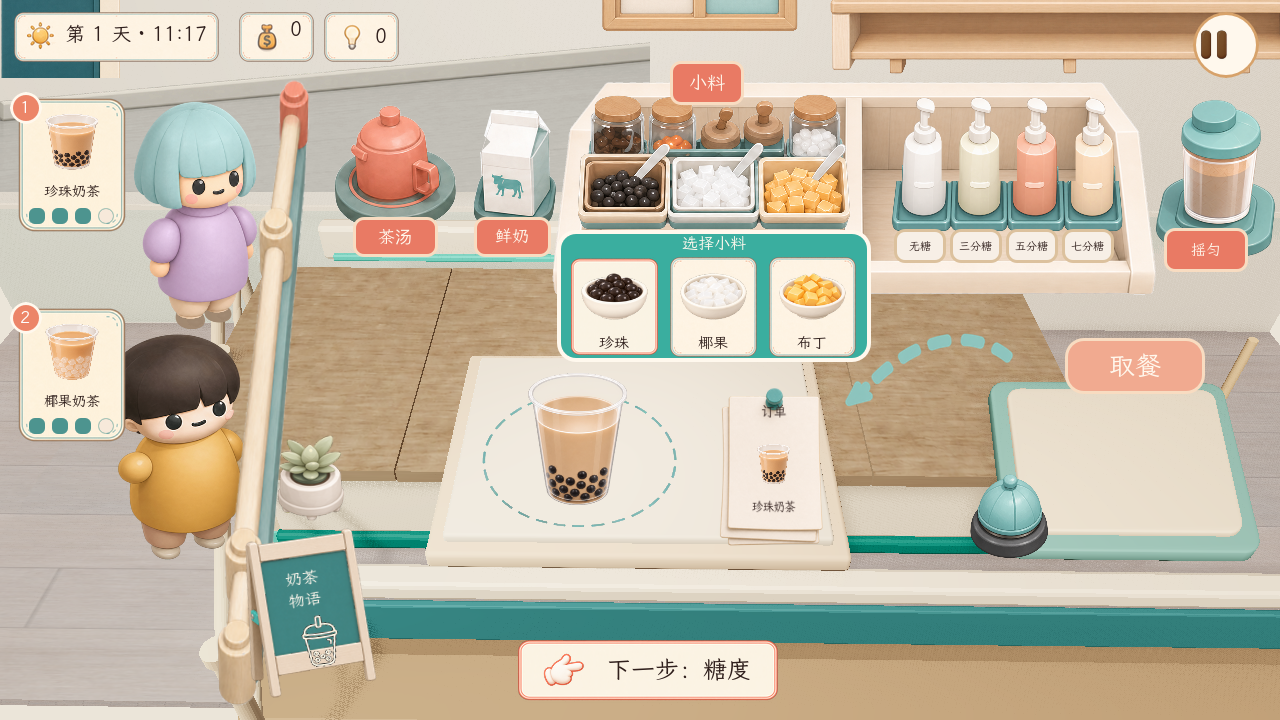 第 1 天・11:17
0
0
小料
1
珍珠奶茶
茶汤
鲜奶
无糖
三分糖
五分糖
七分糖
摇匀
选择小料
珍珠
椰果
布丁
2
椰果奶茶
取餐
订单
珍珠奶茶
奶茶
物语
下一步：糖度